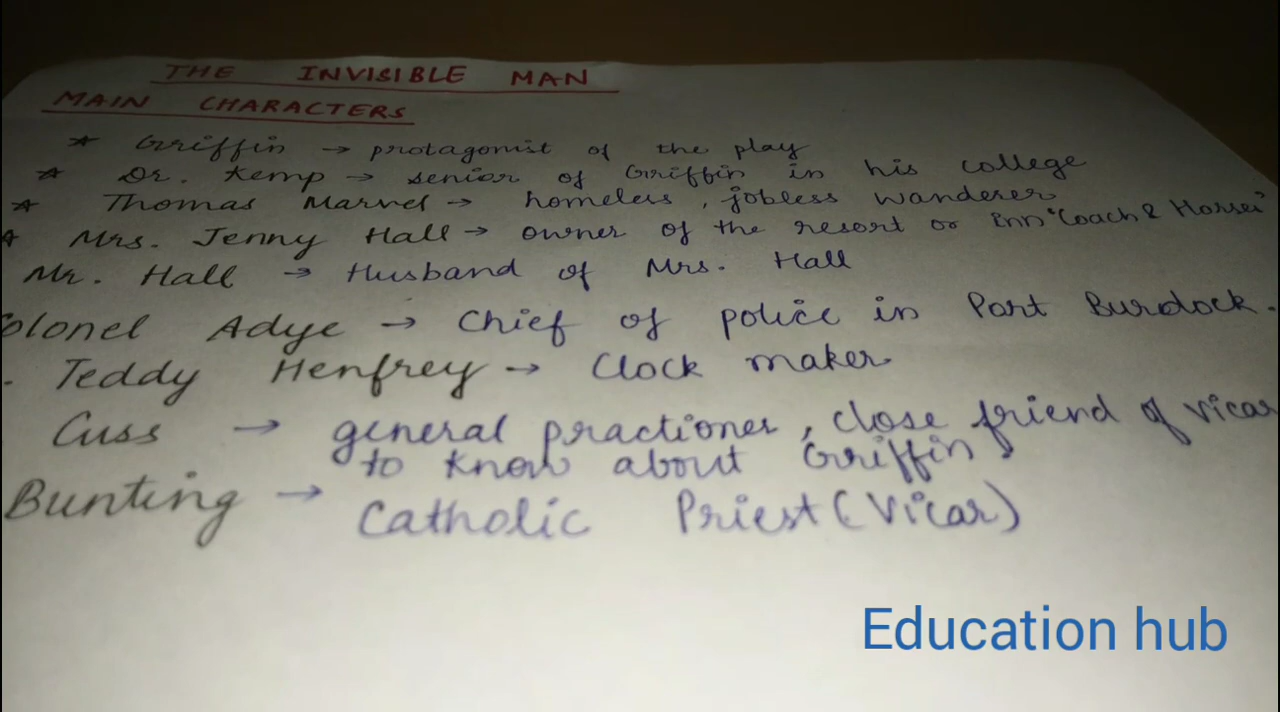 THE INVISIBLE MAN
MAIN CHARACTERS
* Griffin → protagonist of the play
* Dr. Kemp → senior of Griffin in his college
* Thomas Marvel → homeless, jobless wanderer
* Mrs. Jenny Hall → owner of the resort or Inn "Coach & Horses"
Mr. Hall → Husband of Mrs. Hall
olonel Adye → Chief of police in Port Burdock.
. Teddy Henfrey → Clock maker
Cuss → general practioner, close friend of vicar
to know about Griffin
Bunting → Catholic Priest (Vicar)
Education hub